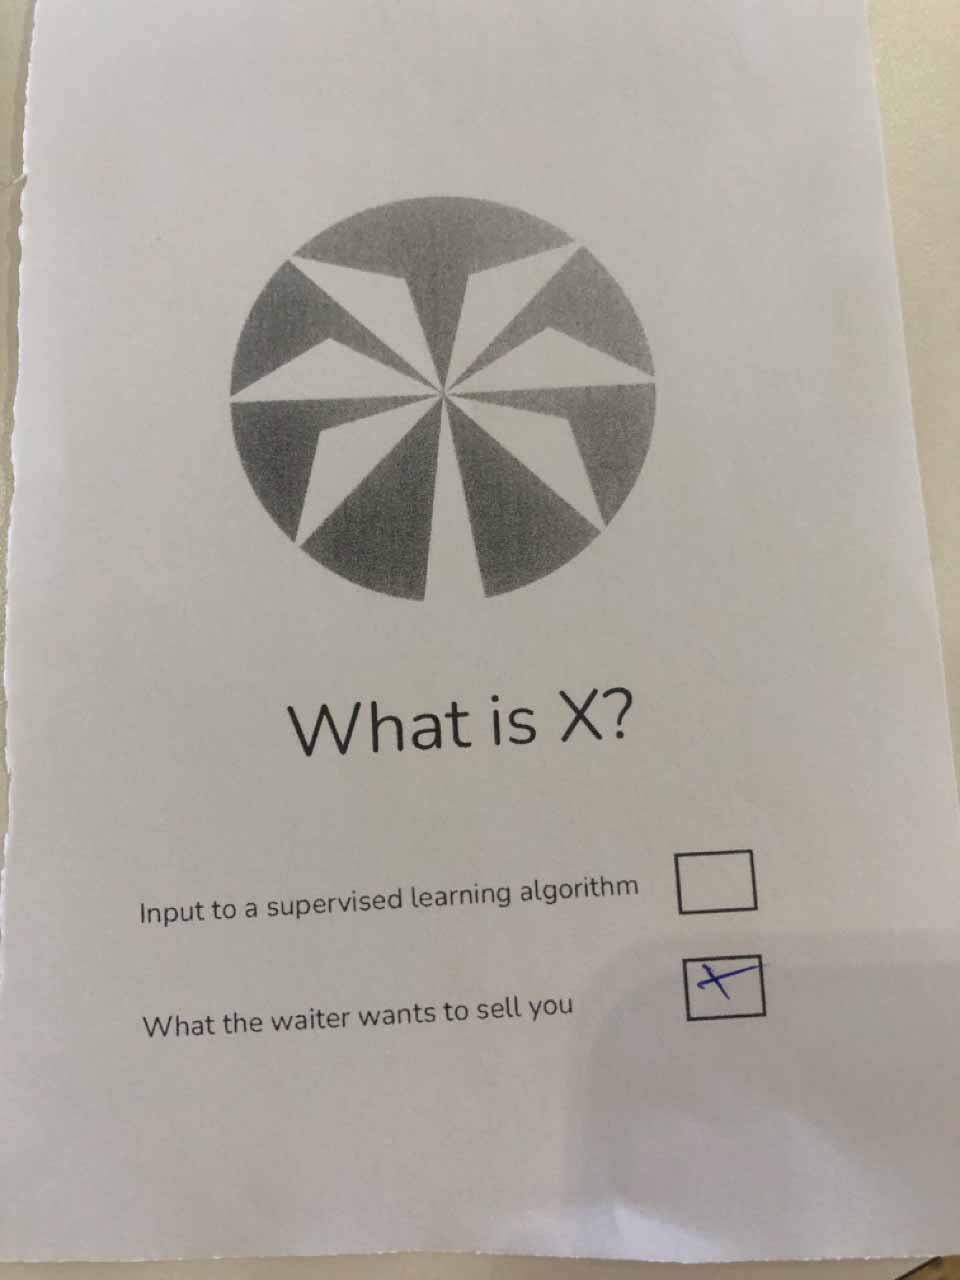 What is X?
Input to a supervised learning algorithm
What the waiter wants to sell you